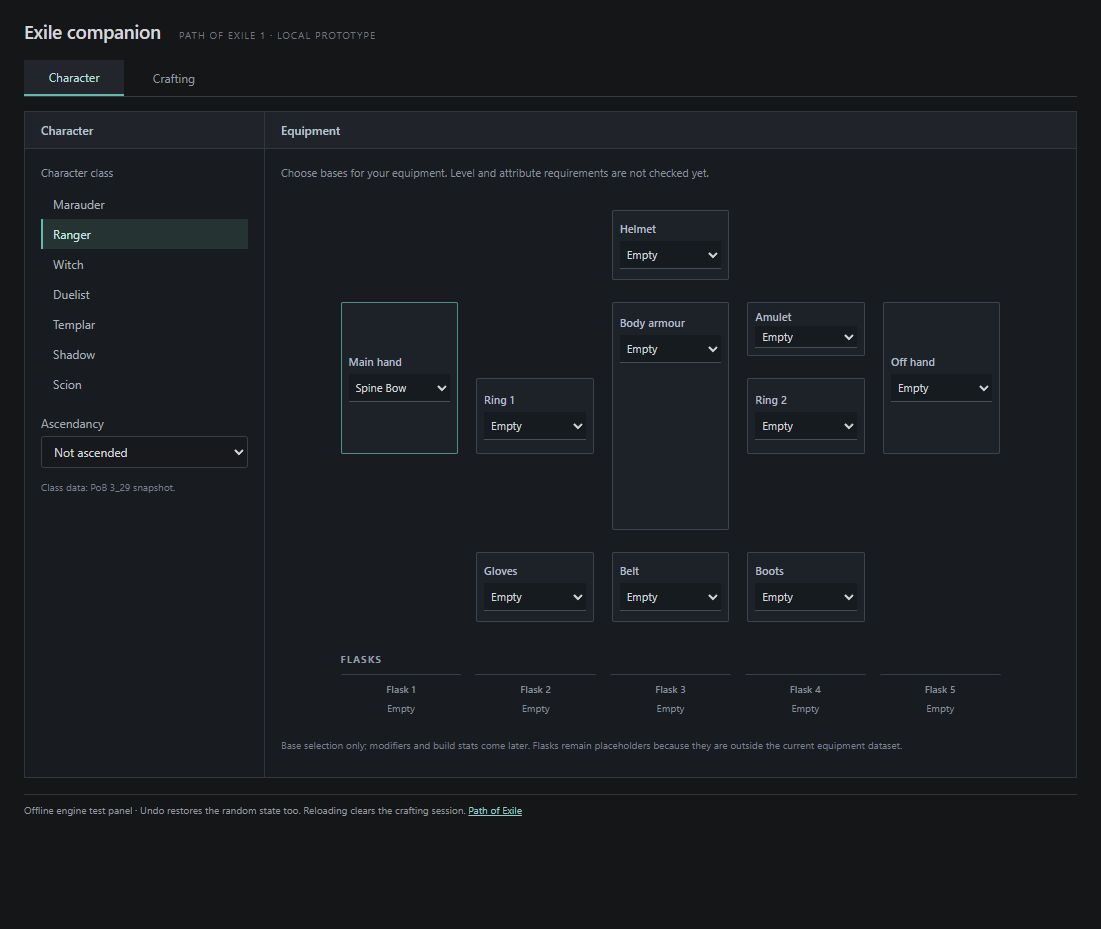 Exile companion PATH OF EXILE 1 · LOCAL PROTOTYPE
Character Crafting
Character
Character class
Marauder
Ranger
Witch
Duelist
Templar
Shadow
Scion
Ascendancy
Not ascended
Class data: PoB 3_29 snapshot.
Equipment
Choose bases for your equipment. Level and attribute requirements are not checked yet.
Helmet
Empty
Main hand
Spine Bow
Ring 1
Empty
Body armour
Empty
Amulet
Empty
Ring 2
Empty
Off hand
Empty
Gloves
Empty
Belt
Empty
Boots
Empty
FLASKS
Flask 1 Flask 2 Flask 3 Flask 4 Flask 5
Empty Empty Empty Empty Empty
Base selection only; modifiers and build stats come later. Flasks remain placeholders because they are outside the current equipment dataset.
Offline engine test panel · Undo restores the random state too. Reloading clears the crafting session. Path of Exile